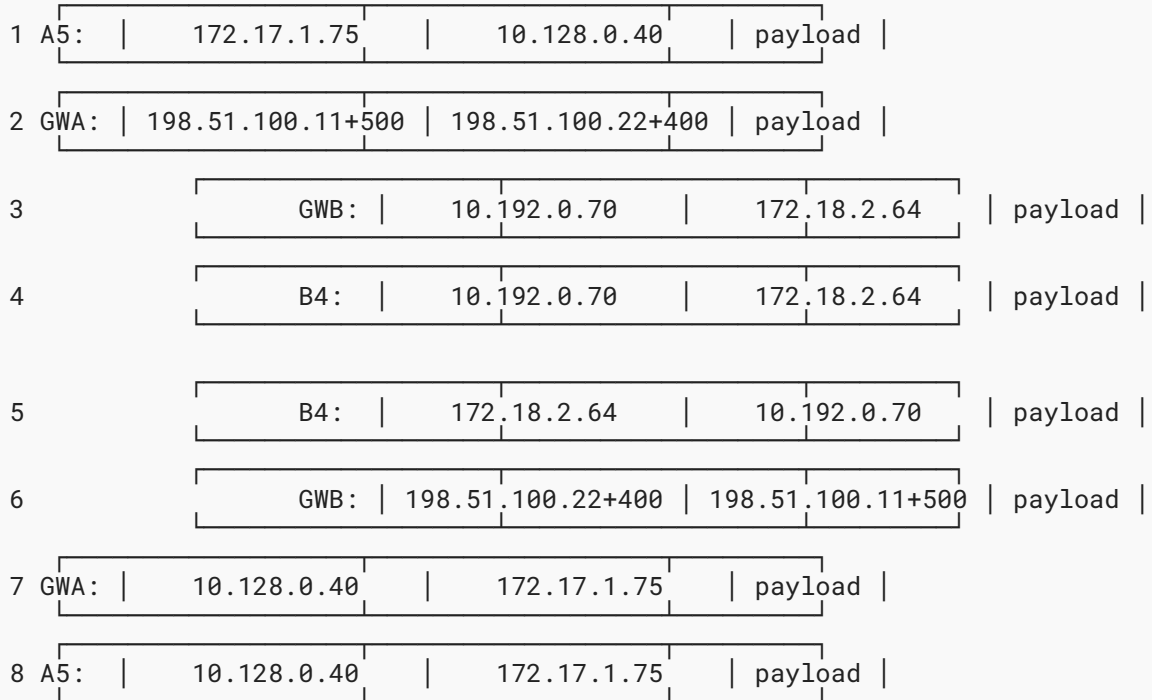 1 A5: │ 172.17.1.75 │ 10.128.0.40 │ payload │
2 GWA: │ 198.51.100.11+500 │ 198.51.100.22+400 │ payload │
3 GWB: │ 10.192.0.70 │ 172.18.2.64 │ payload │
4 B4: │ 10.192.0.70 │ 172.18.2.64 │ payload │
5 B4: │ 172.18.2.64 │ 10.192.0.70 │ payload │
6 GWB: │ 198.51.100.22+400 │ 198.51.100.11+500 │ payload │
7 GWA: │ 10.128.0.40 │ 172.17.1.75 │ payload │
8 A5: │ 10.128.0.40 │ 172.17.1.75 │ payload │